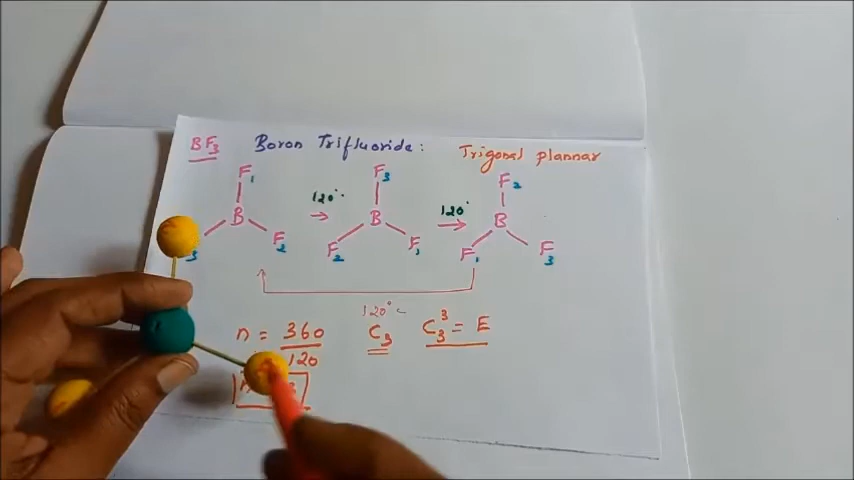 BF3 Boron Trifluoride: Trigonal plannar
F1 F3 F2
120° 120°
B B B
3 F2 F2 F1 F1 F3
120°
n = 360 C3 C3^3 = E
120